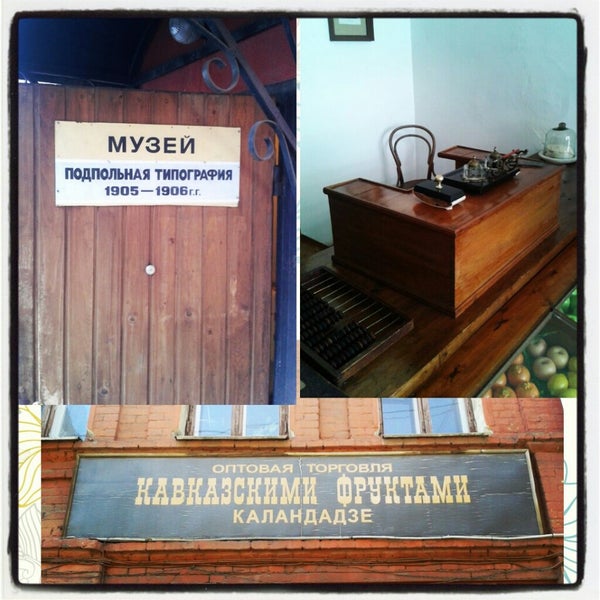 МУЗЕЙ
ПОДПОЛЬНАЯ ТИПОГРАФИЯ
1905—1906 г.г.
ОПТОВАЯ ТОРГОВЛЯ
КАВКАЗСКИМИ ФРУКТАМИ
КАЛАНДАДЗЕ